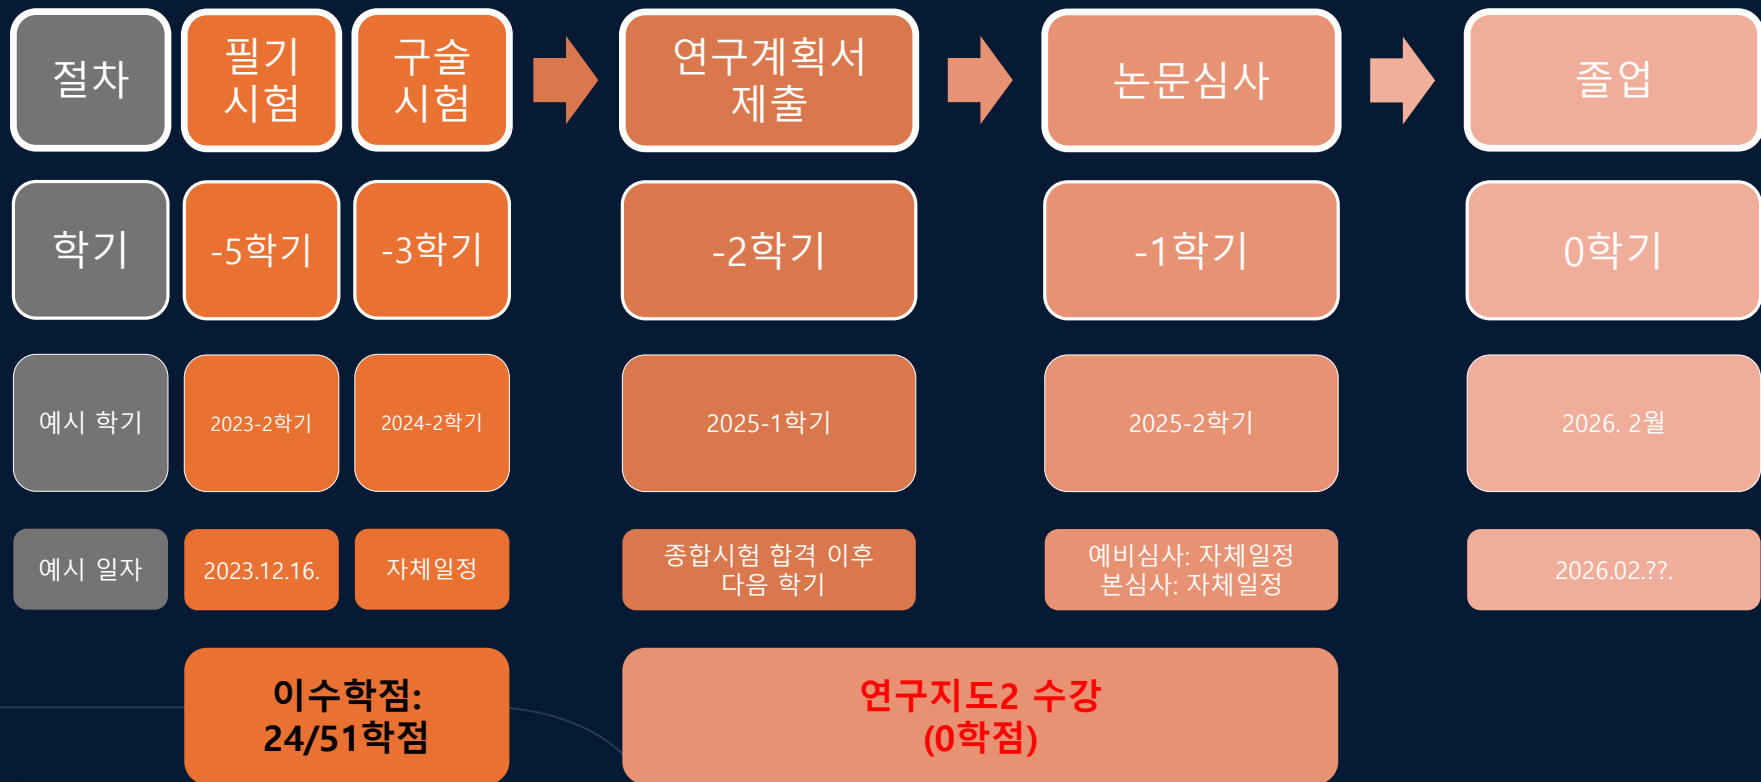 절차
필기
시험
구술
시험
연구계획서
제출
논문심사
졸업
학기
-5학기
-3학기
-2학기
-1학기
0학기
예시 학기
2023-2학기
2024-2학기
2025-1학기
2025-2학기
2026. 2월
예시 일자
2023.12.16.
자체일정
종합시험 합격 이후
다음 학기
예비심사: 자체일정
본심사: 자체일정
2026.02.??.
이수학점:
24/51학점
연구지도2 수강
(0학점)